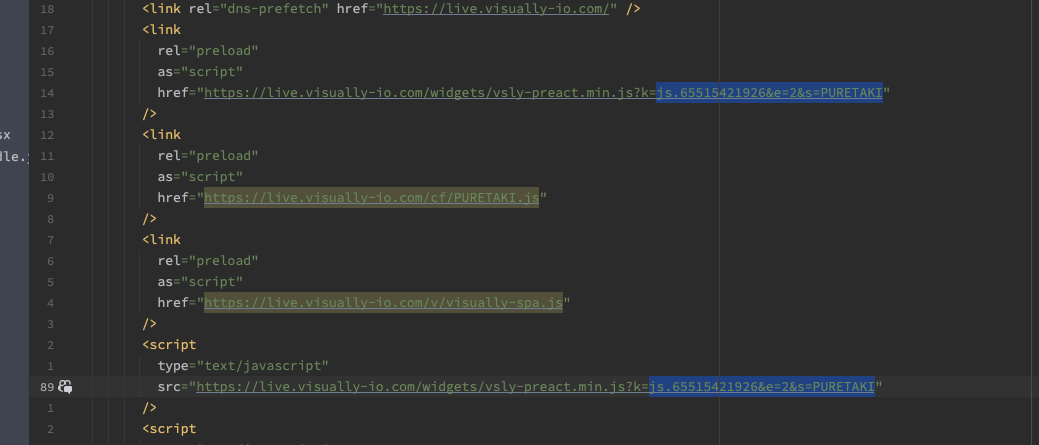 18 <link rel="dns-prefetch" href="https://live.visually-io.com/" />
17 <link
16 rel="preload"
15 as="script"
14 href="https://live.visually-io.com/widgets/vsly-preact.min.js?k=js.65515421926&e=2&s=PURETAKI"
13 />
sx 12 <link
dle.j 11 rel="preload"
10 as="script"
9 href="https://live.visually-io.com/cf/PURETAKI.js"
8 />
7 <link
6 rel="preload"
5 as="script"
4 href="https://live.visually-io.com/v/visually-spa.js"
3 />
2 <script
1 type="text/javascript"
89 src="https://live.visually-io.com/widgets/vsly-preact.min.js?k=js.65515421926&e=2&s=PURETAKI"
1 />
2 <script